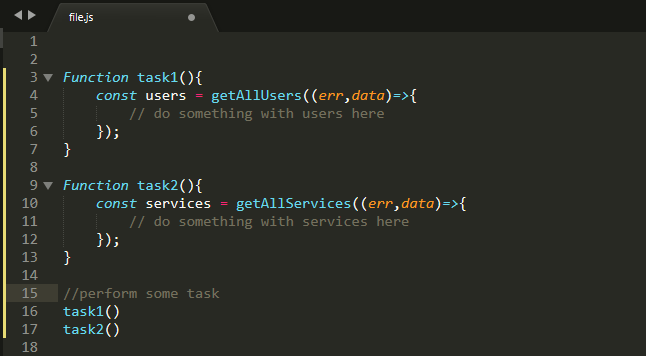 file.js
1
2
3 Function task1(){
4 const users = getAllUsers((err,data)=>{
5 // do something with users here
6 });
7 }
8
9 Function task2(){
10 const services = getAllServices((err,data)=>{
11 // do something with services here
12 });
13 }
14
15 //perform some task
16 task1()
17 task2()
18